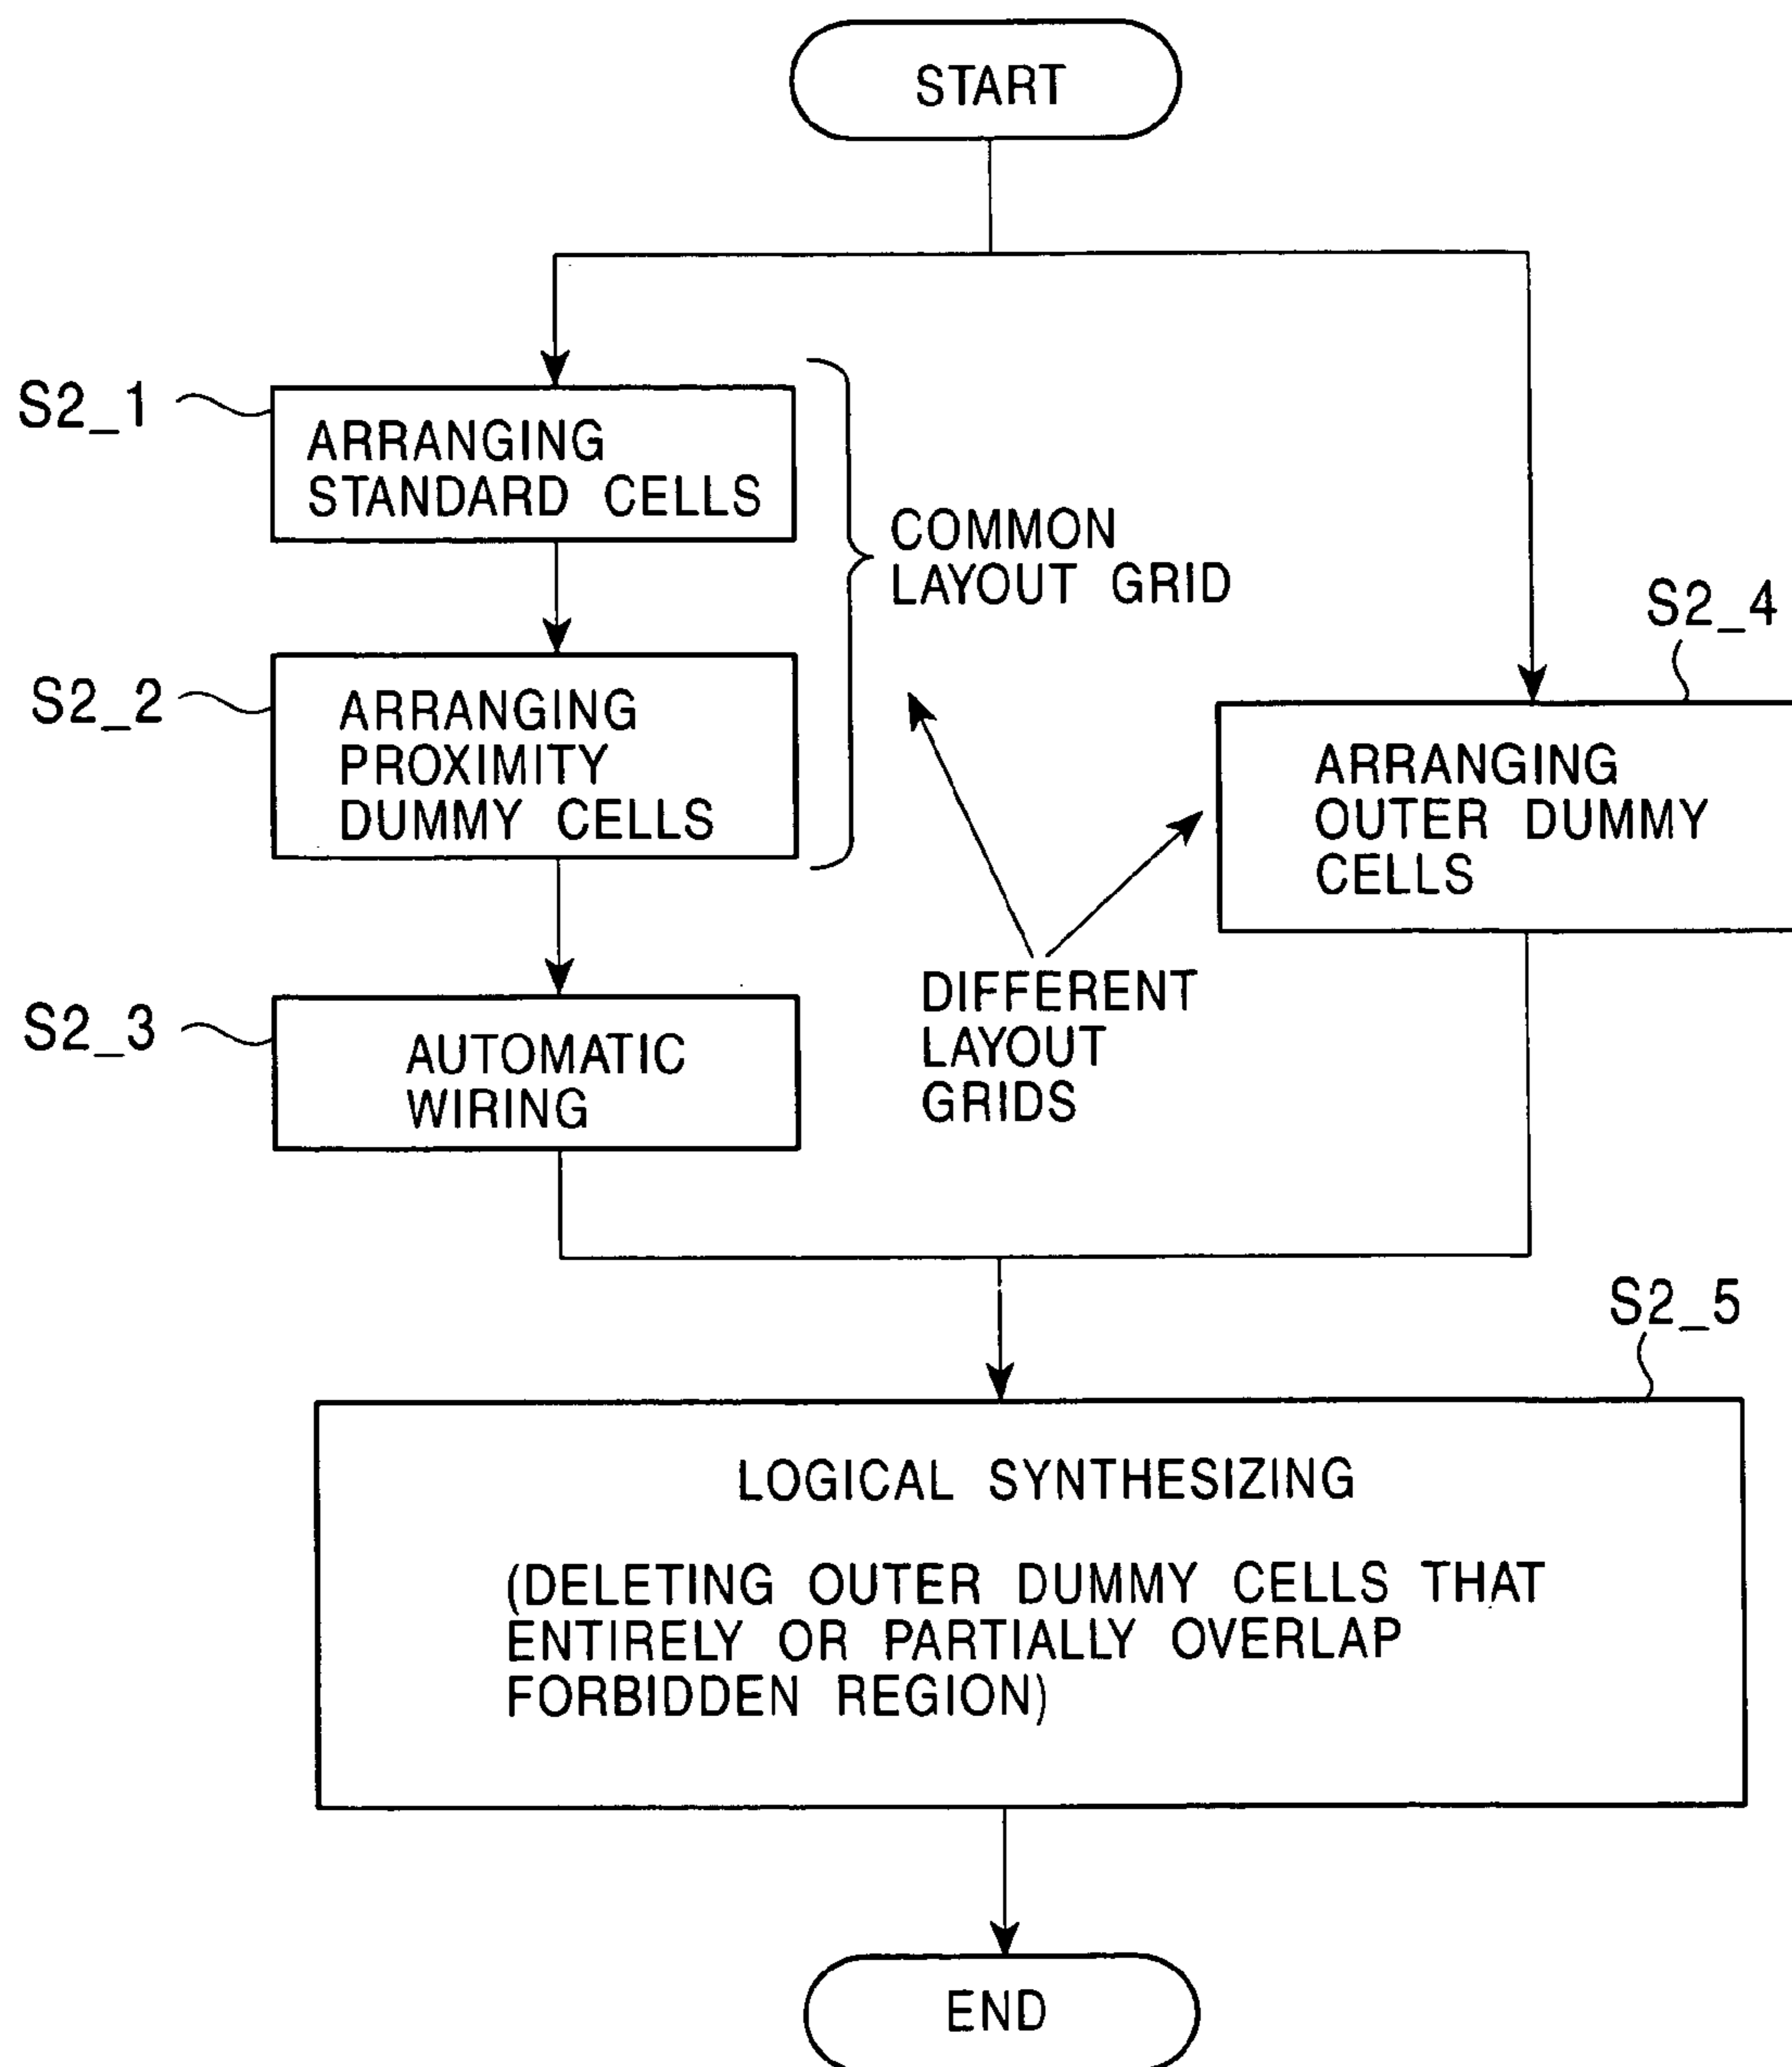 START
S2_1
ARRANGING
STANDARD CELLS
COMMON
LAYOUT GRID
S2_2
ARRANGING
PROXIMITY
DUMMY CELLS
S2_4
ARRANGING
OUTER DUMMY
CELLS
S2_3
AUTOMATIC
WIRING
DIFFERENT
LAYOUT
GRIDS
S2_5
LOGICAL SYNTHESIZING
(DELETING OUTER DUMMY CELLS THAT
ENTIRELY OR PARTIALLY OVERLAP
FORBIDDEN REGION)
END